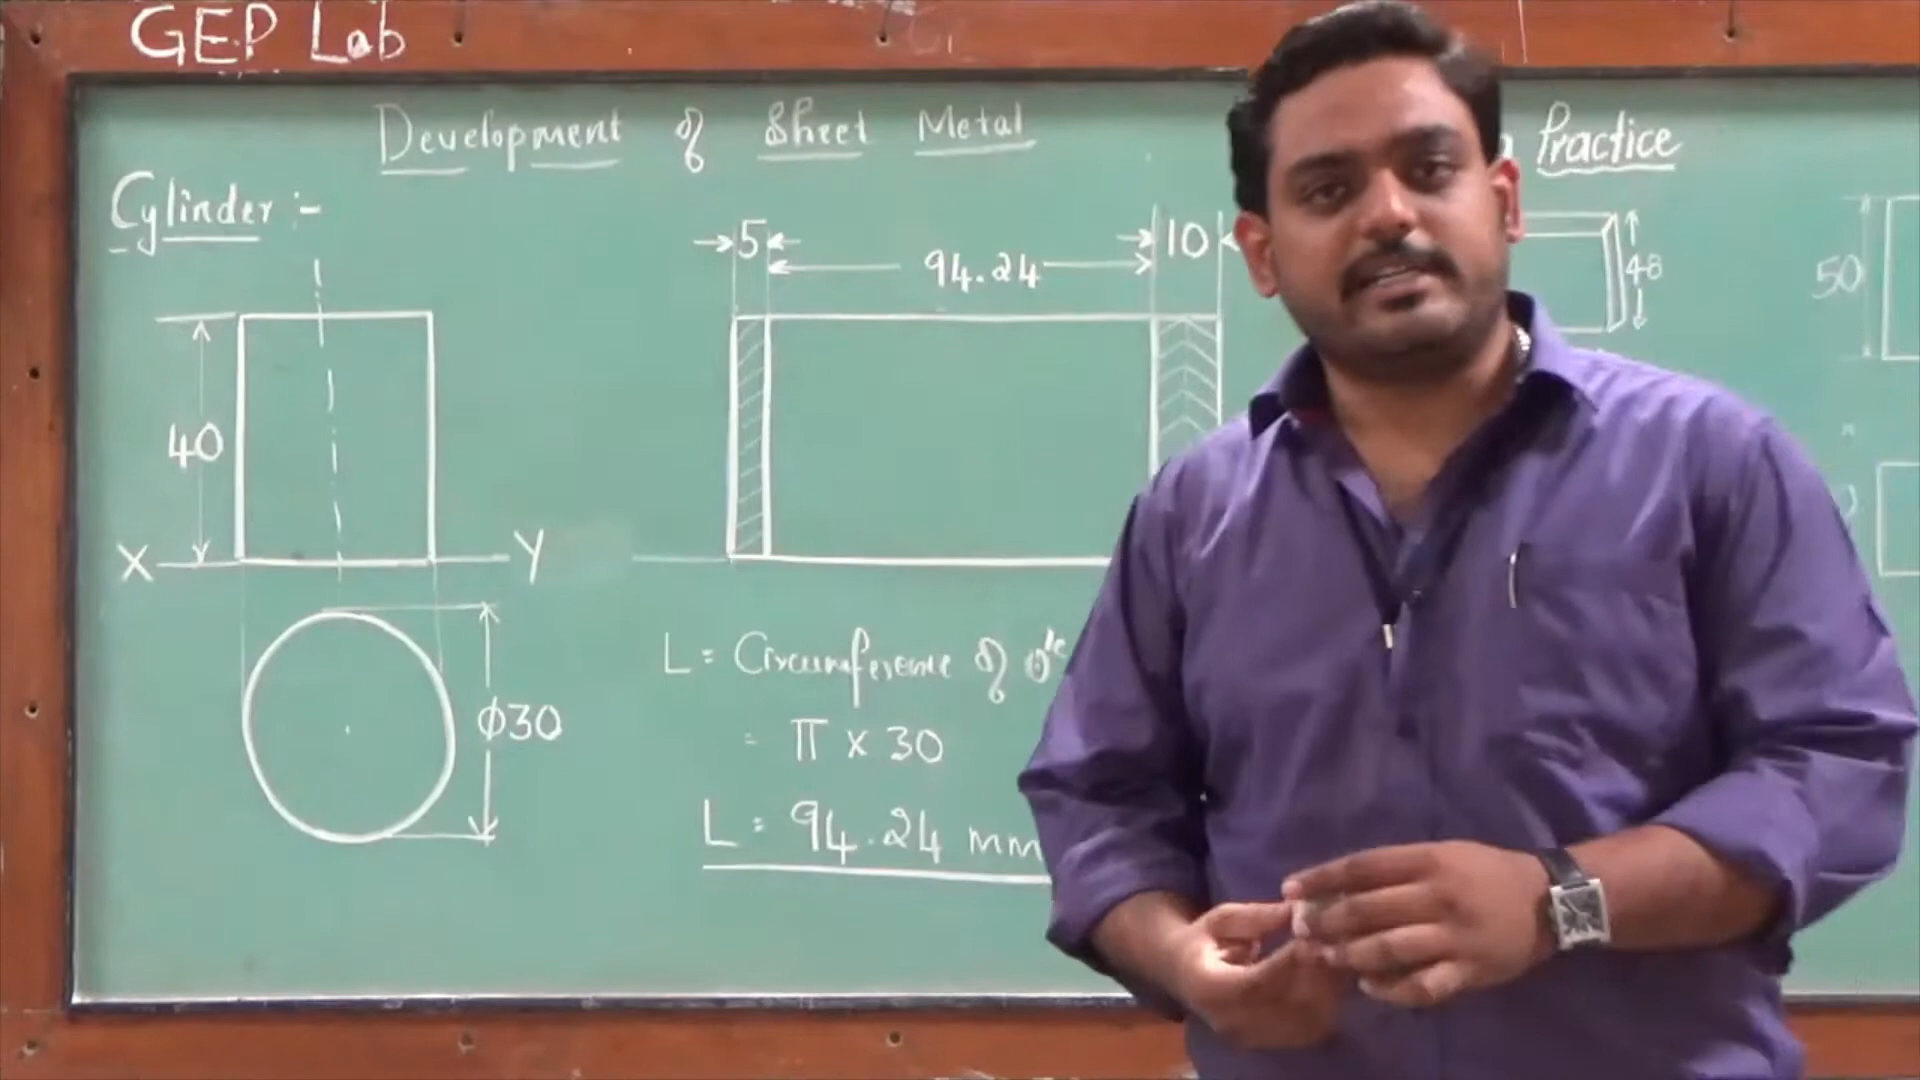 GEP Lab
Development of Sheet Metal
Practice
Cylinder :-
5
94.24
10
48
50
40
X
Y
ϕ30
L = Circumference of
= π x 30
L = 94.24 mm